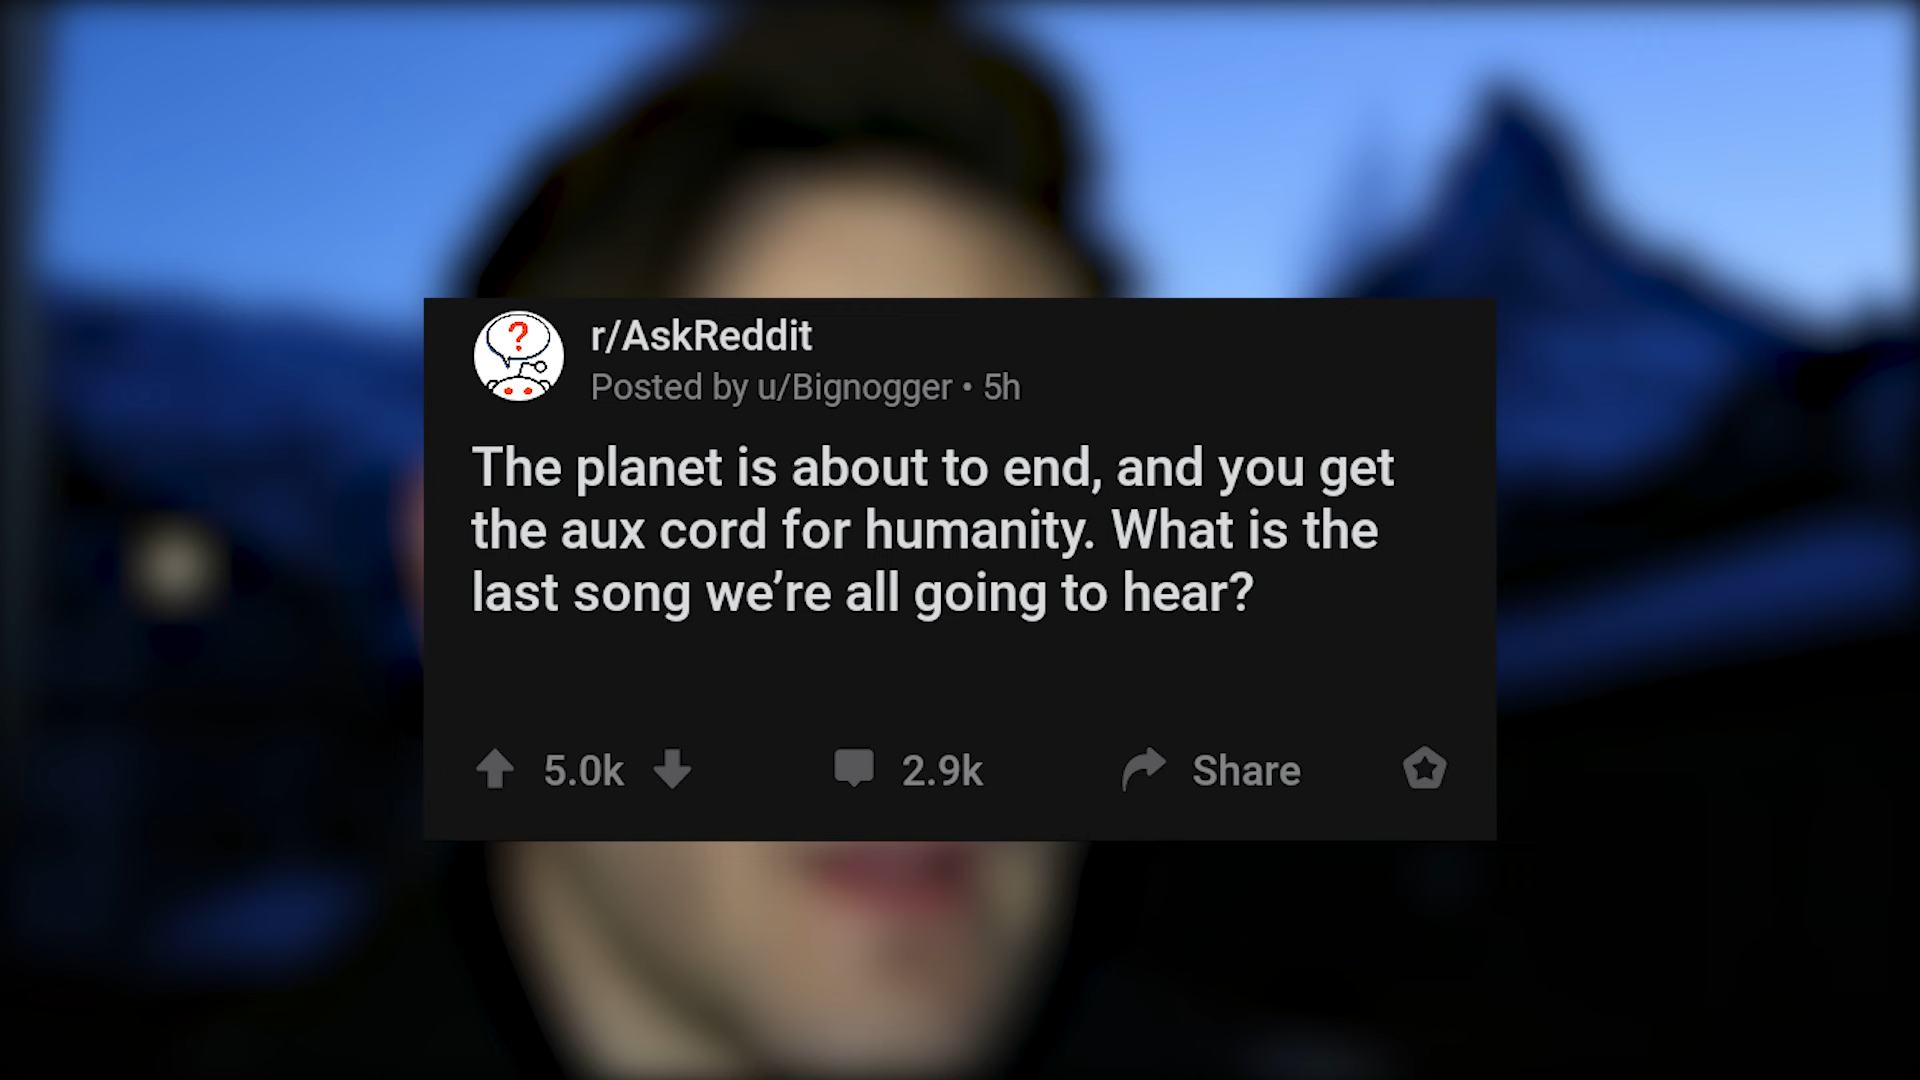 ?
r/AskReddit
Posted by u/Bignogger • 5h
The planet is about to end, and you get
the aux cord for humanity. What is the
last song we’re all going to hear?
5.0k
2.9k
Share